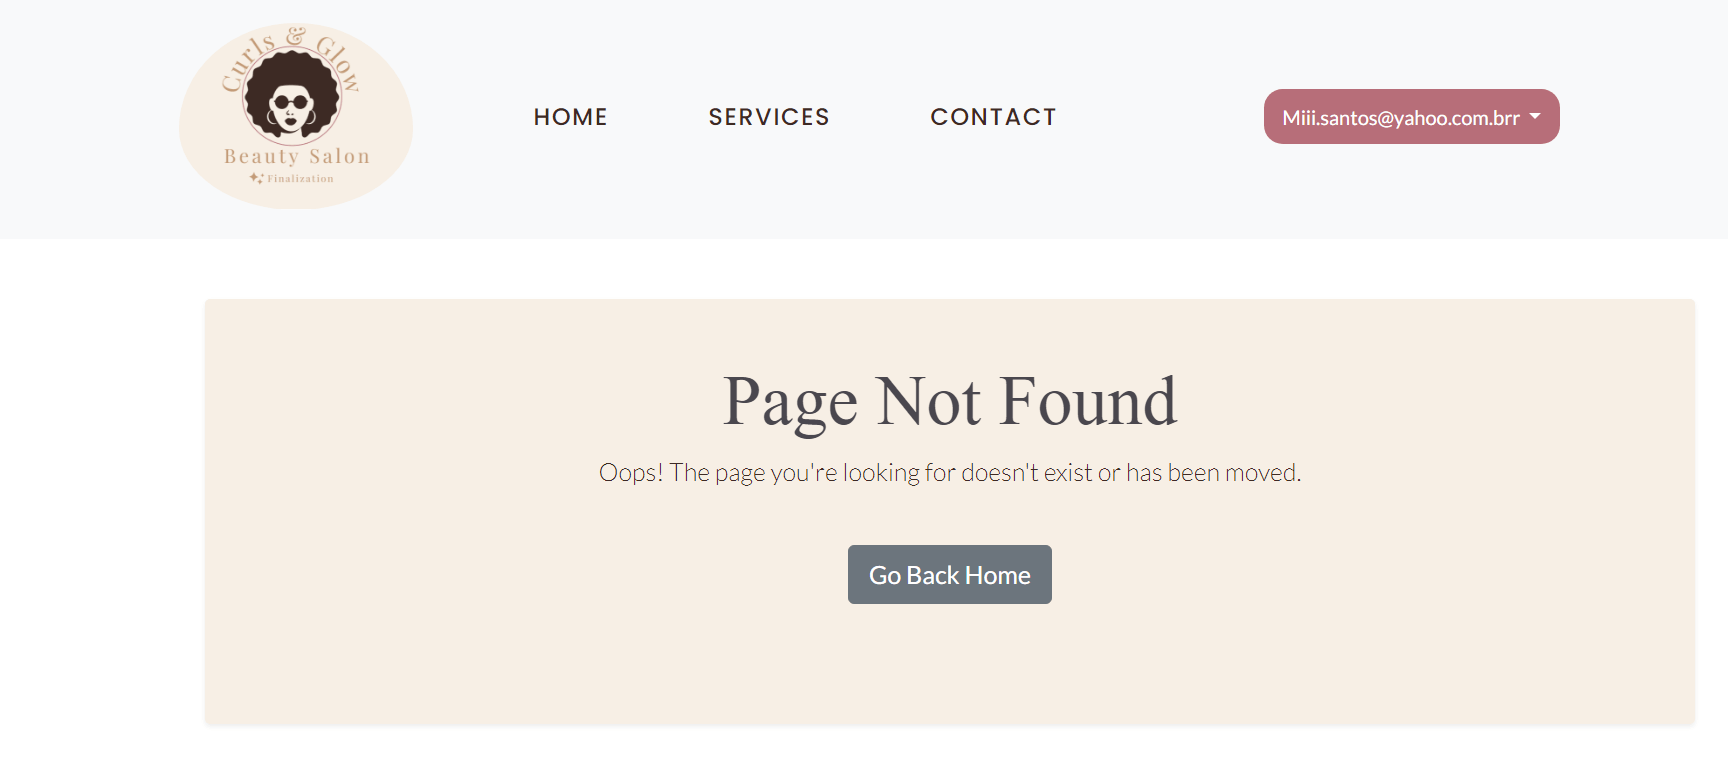 Curls & Glow
Beauty Salon
Finalization
HOME
SERVICES
CONTACT
Miii.santos@yahoo.com.brr
Page Not Found
Oops! The page you're looking for doesn't exist or has been moved.
Go Back Home